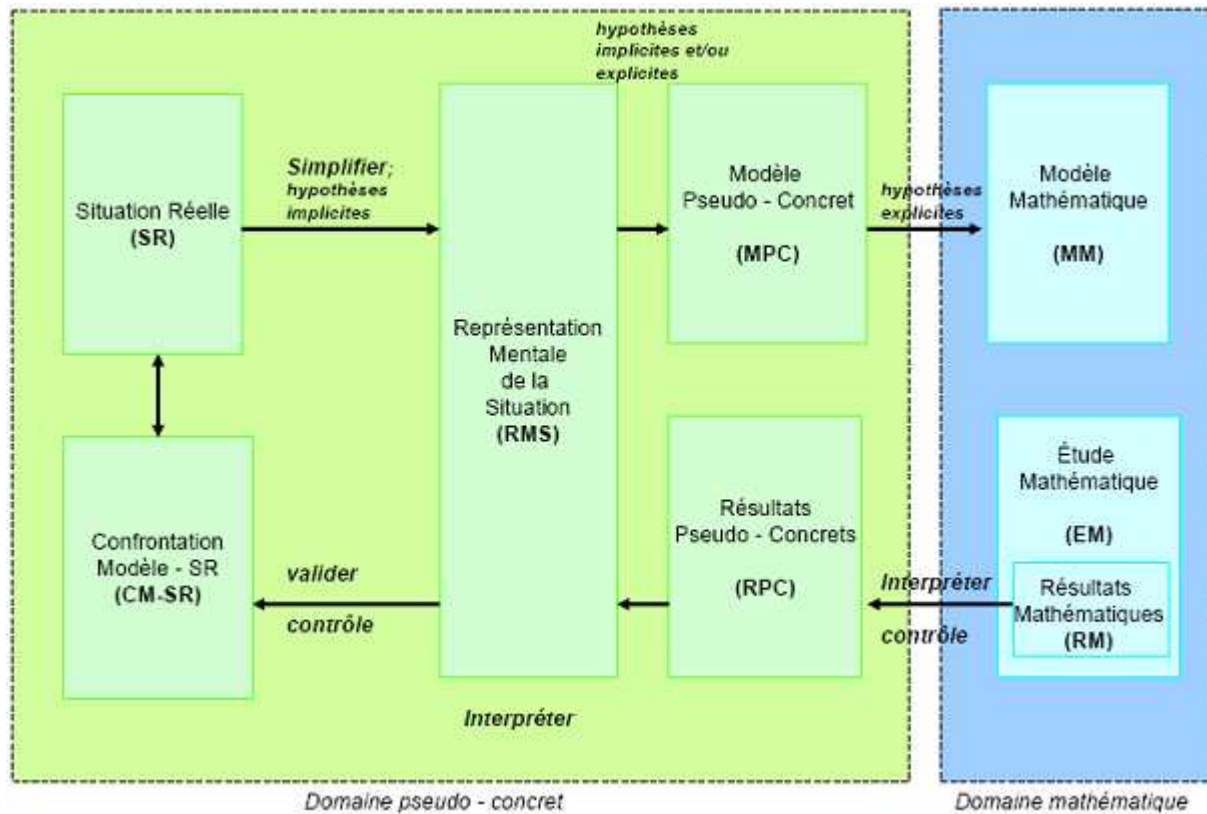 hypothèses
implicites et/ou
explicites
Situation Réelle
(SR)
Simplifier;
hypothèses
implicites
Représentation
Mentale
de la
Situation
(RMS)
Modèle
Pseudo - Concret
(MPC)
hypothèses
explicites
Modèle
Mathématique
(MM)
Confrontation
Modèle - SR
(CM-SR)
valider
contrôle
Interpréter
Résultats
Pseudo - Concrets
(RPC)
Interpréter
contrôle
Étude
Mathématique
(EM)
Résultats
Mathématiques
(RM)
Domaine pseudo - concret
Domaine mathématique